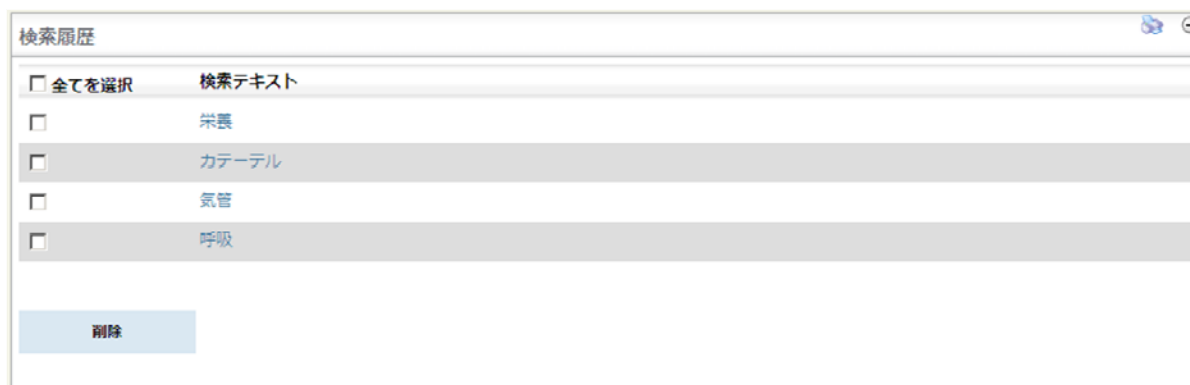 検索履歴
全てを選択 検索テキスト
栄養
カテーテル
気管
呼吸
削除